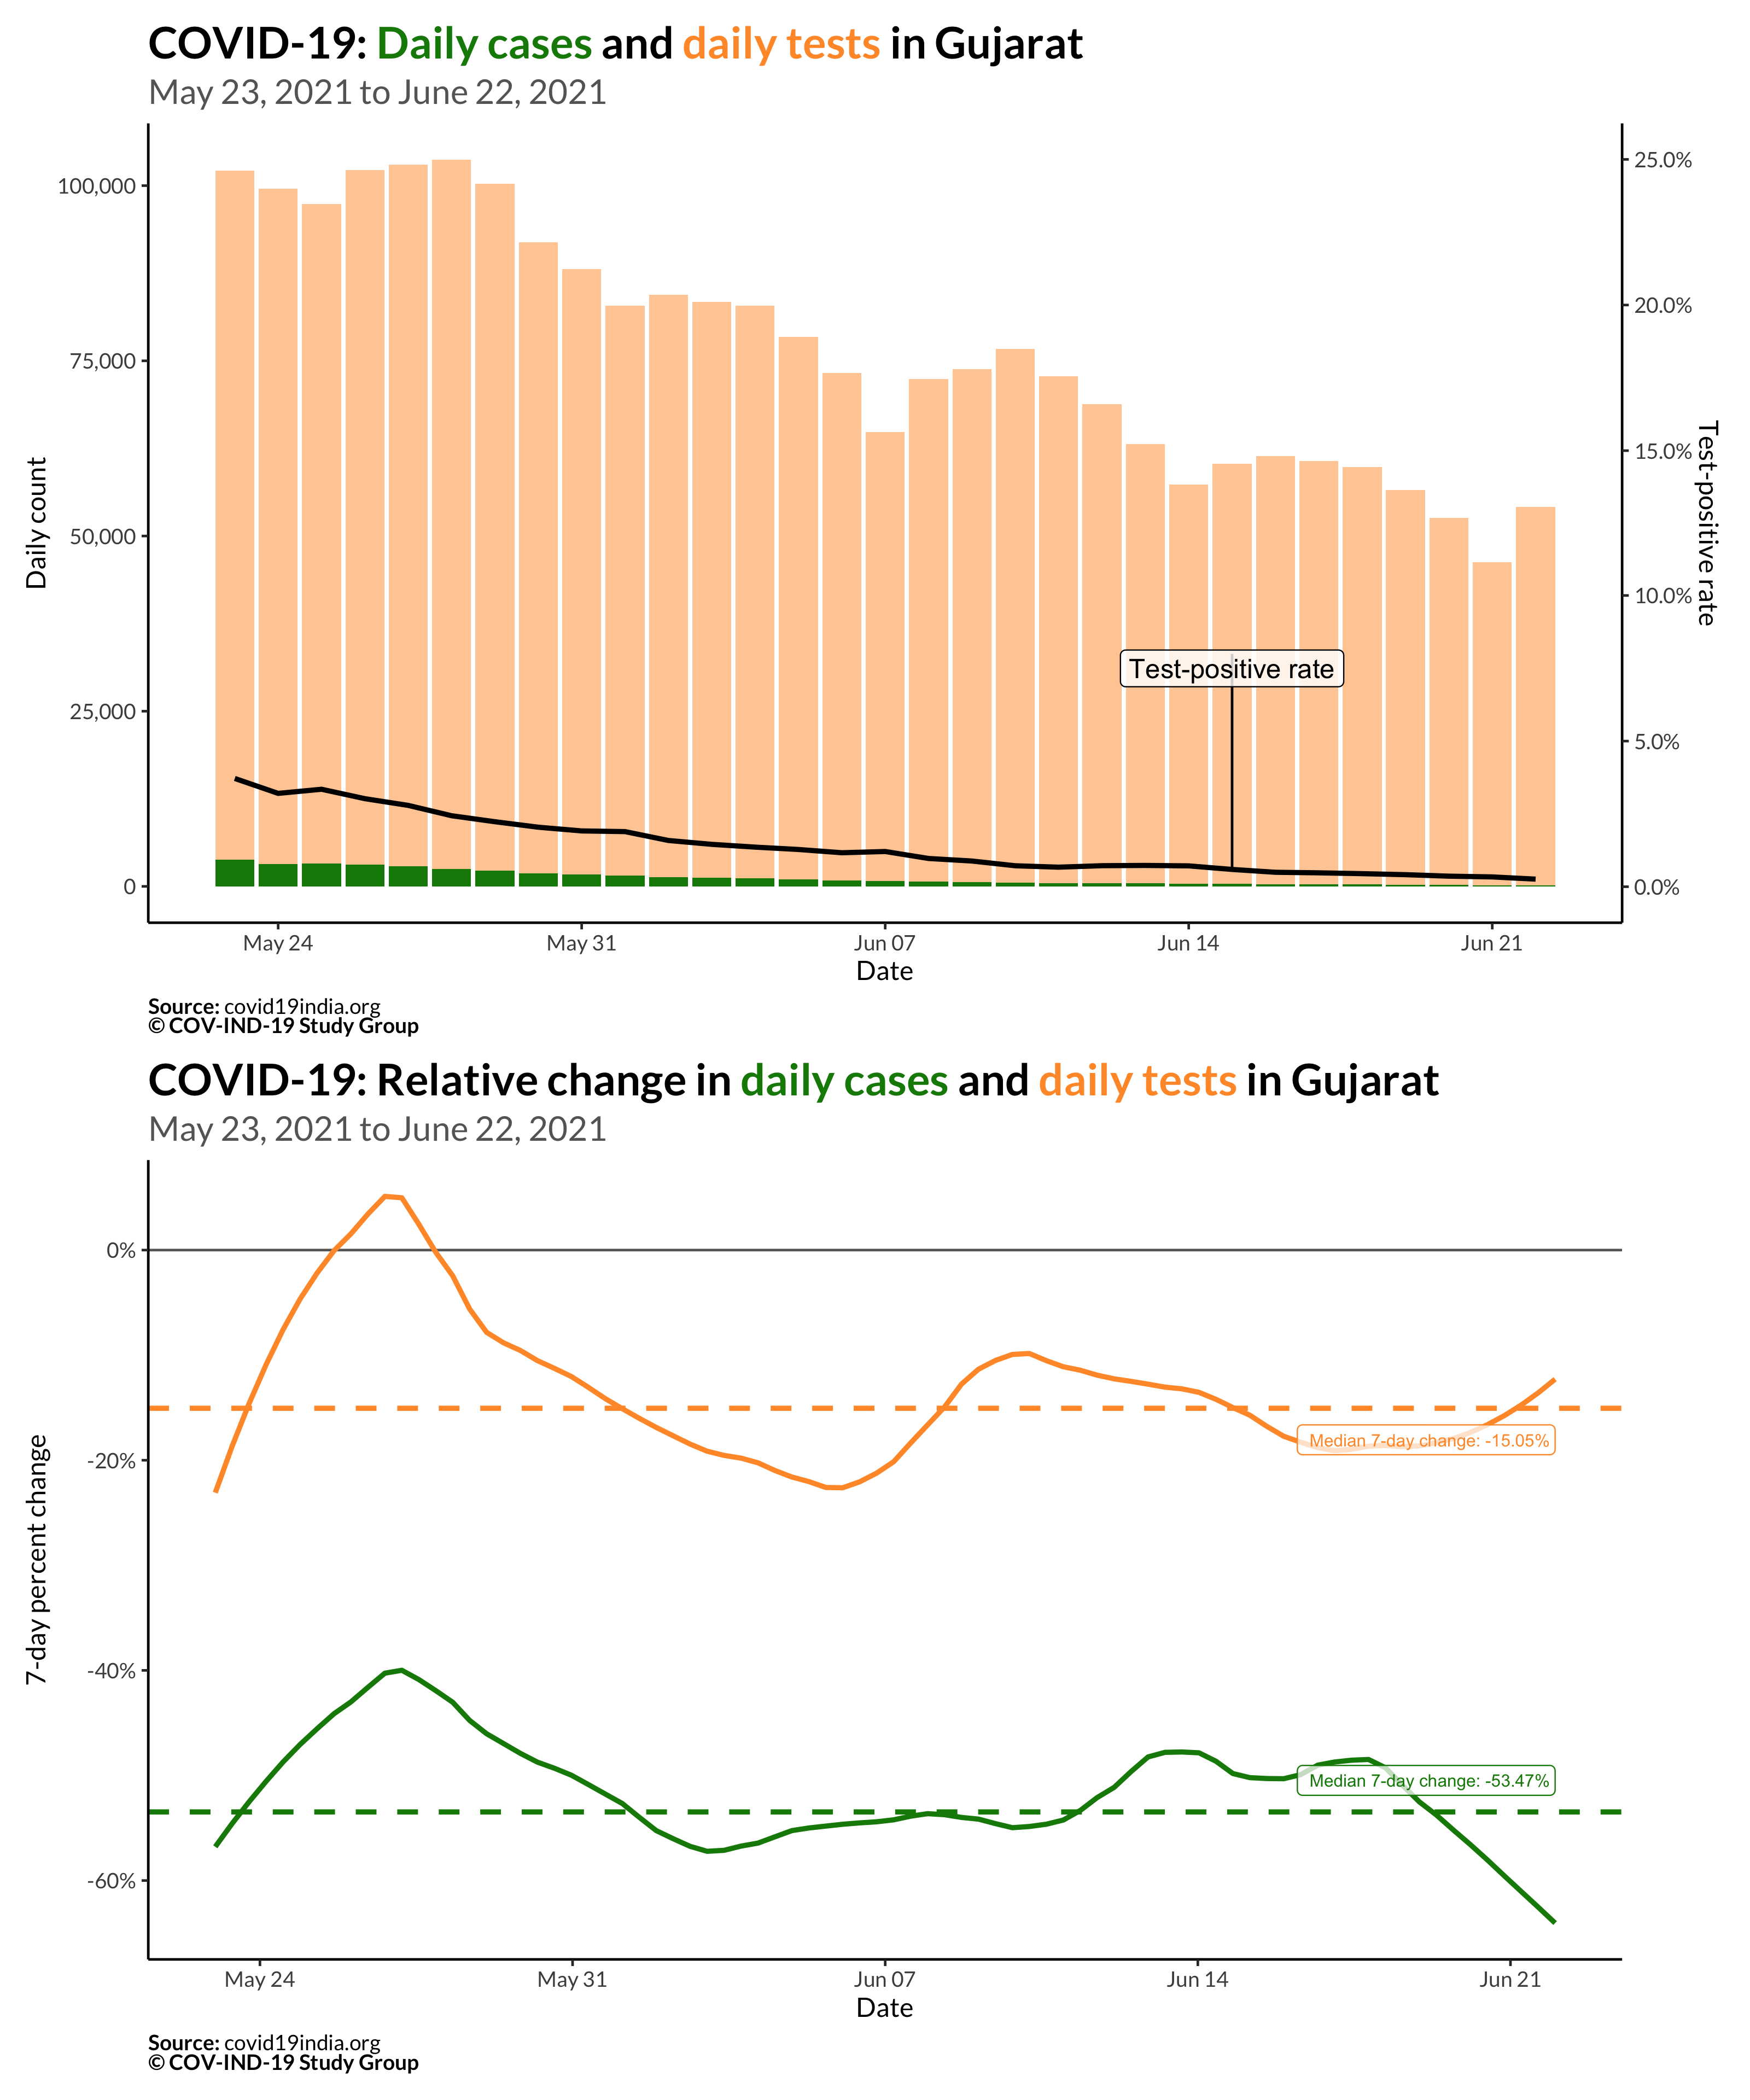 COVID-19: Daily cases and daily tests in Gujarat
May 23, 2021 to June 22, 2021
100,000
75,000
50,000
25,000
0
Daily count
25.0%
20.0%
15.0%
10.0%
5.0%
0.0%
Test-positive rate
Test-positive rate
May 24
May 31
Jun 07
Jun 14
Jun 21
Date
Source: covid19india.org
© COV-IND-19 Study Group
COVID-19: Relative change in daily cases and daily tests in Gujarat
May 23, 2021 to June 22, 2021
0%
-20%
-40%
-60%
7-day percent change
Median 7-day change: -15.05%
Median 7-day change: -53.47%
May 24
May 31
Jun 07
Jun 14
Jun 21
Date
Source: covid19india.org
© COV-IND-19 Study Group